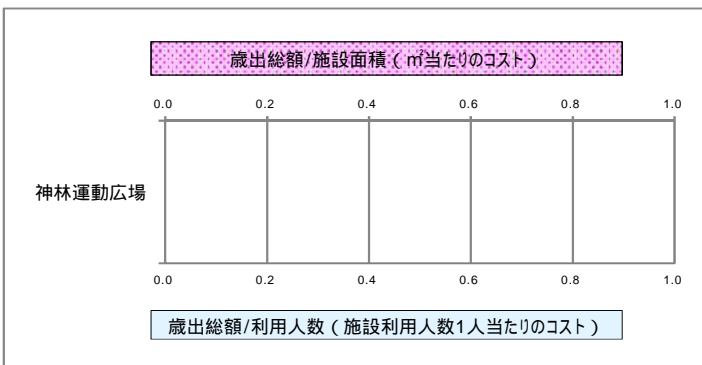 歳出総額/施設面積(㎡当たりのコスト)
0.0 0.2 0.4 0.6 0.8 1.0
神林運動広場
0.0 0.2 0.4 0.6 0.8 1.0
歳出総額/利用人数(施設利用人数1人当たりのコスト)